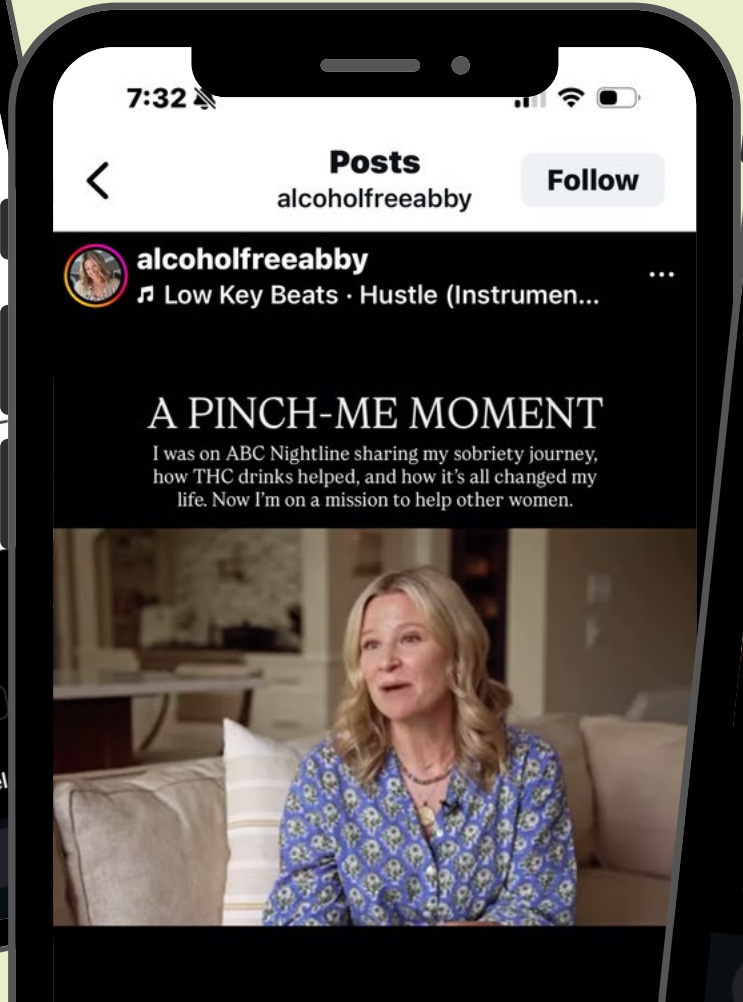 7:32
Posts
alcoholfreeabby
Follow
alcoholfreeabby
Low Key Beats · Hustle (Instrumen...
A PINCH-ME MOMENT
I was on ABC Nightline sharing my sobriety journey,
how THC drinks helped, and how it's all changed my
life. Now I'm on a mission to help other women.